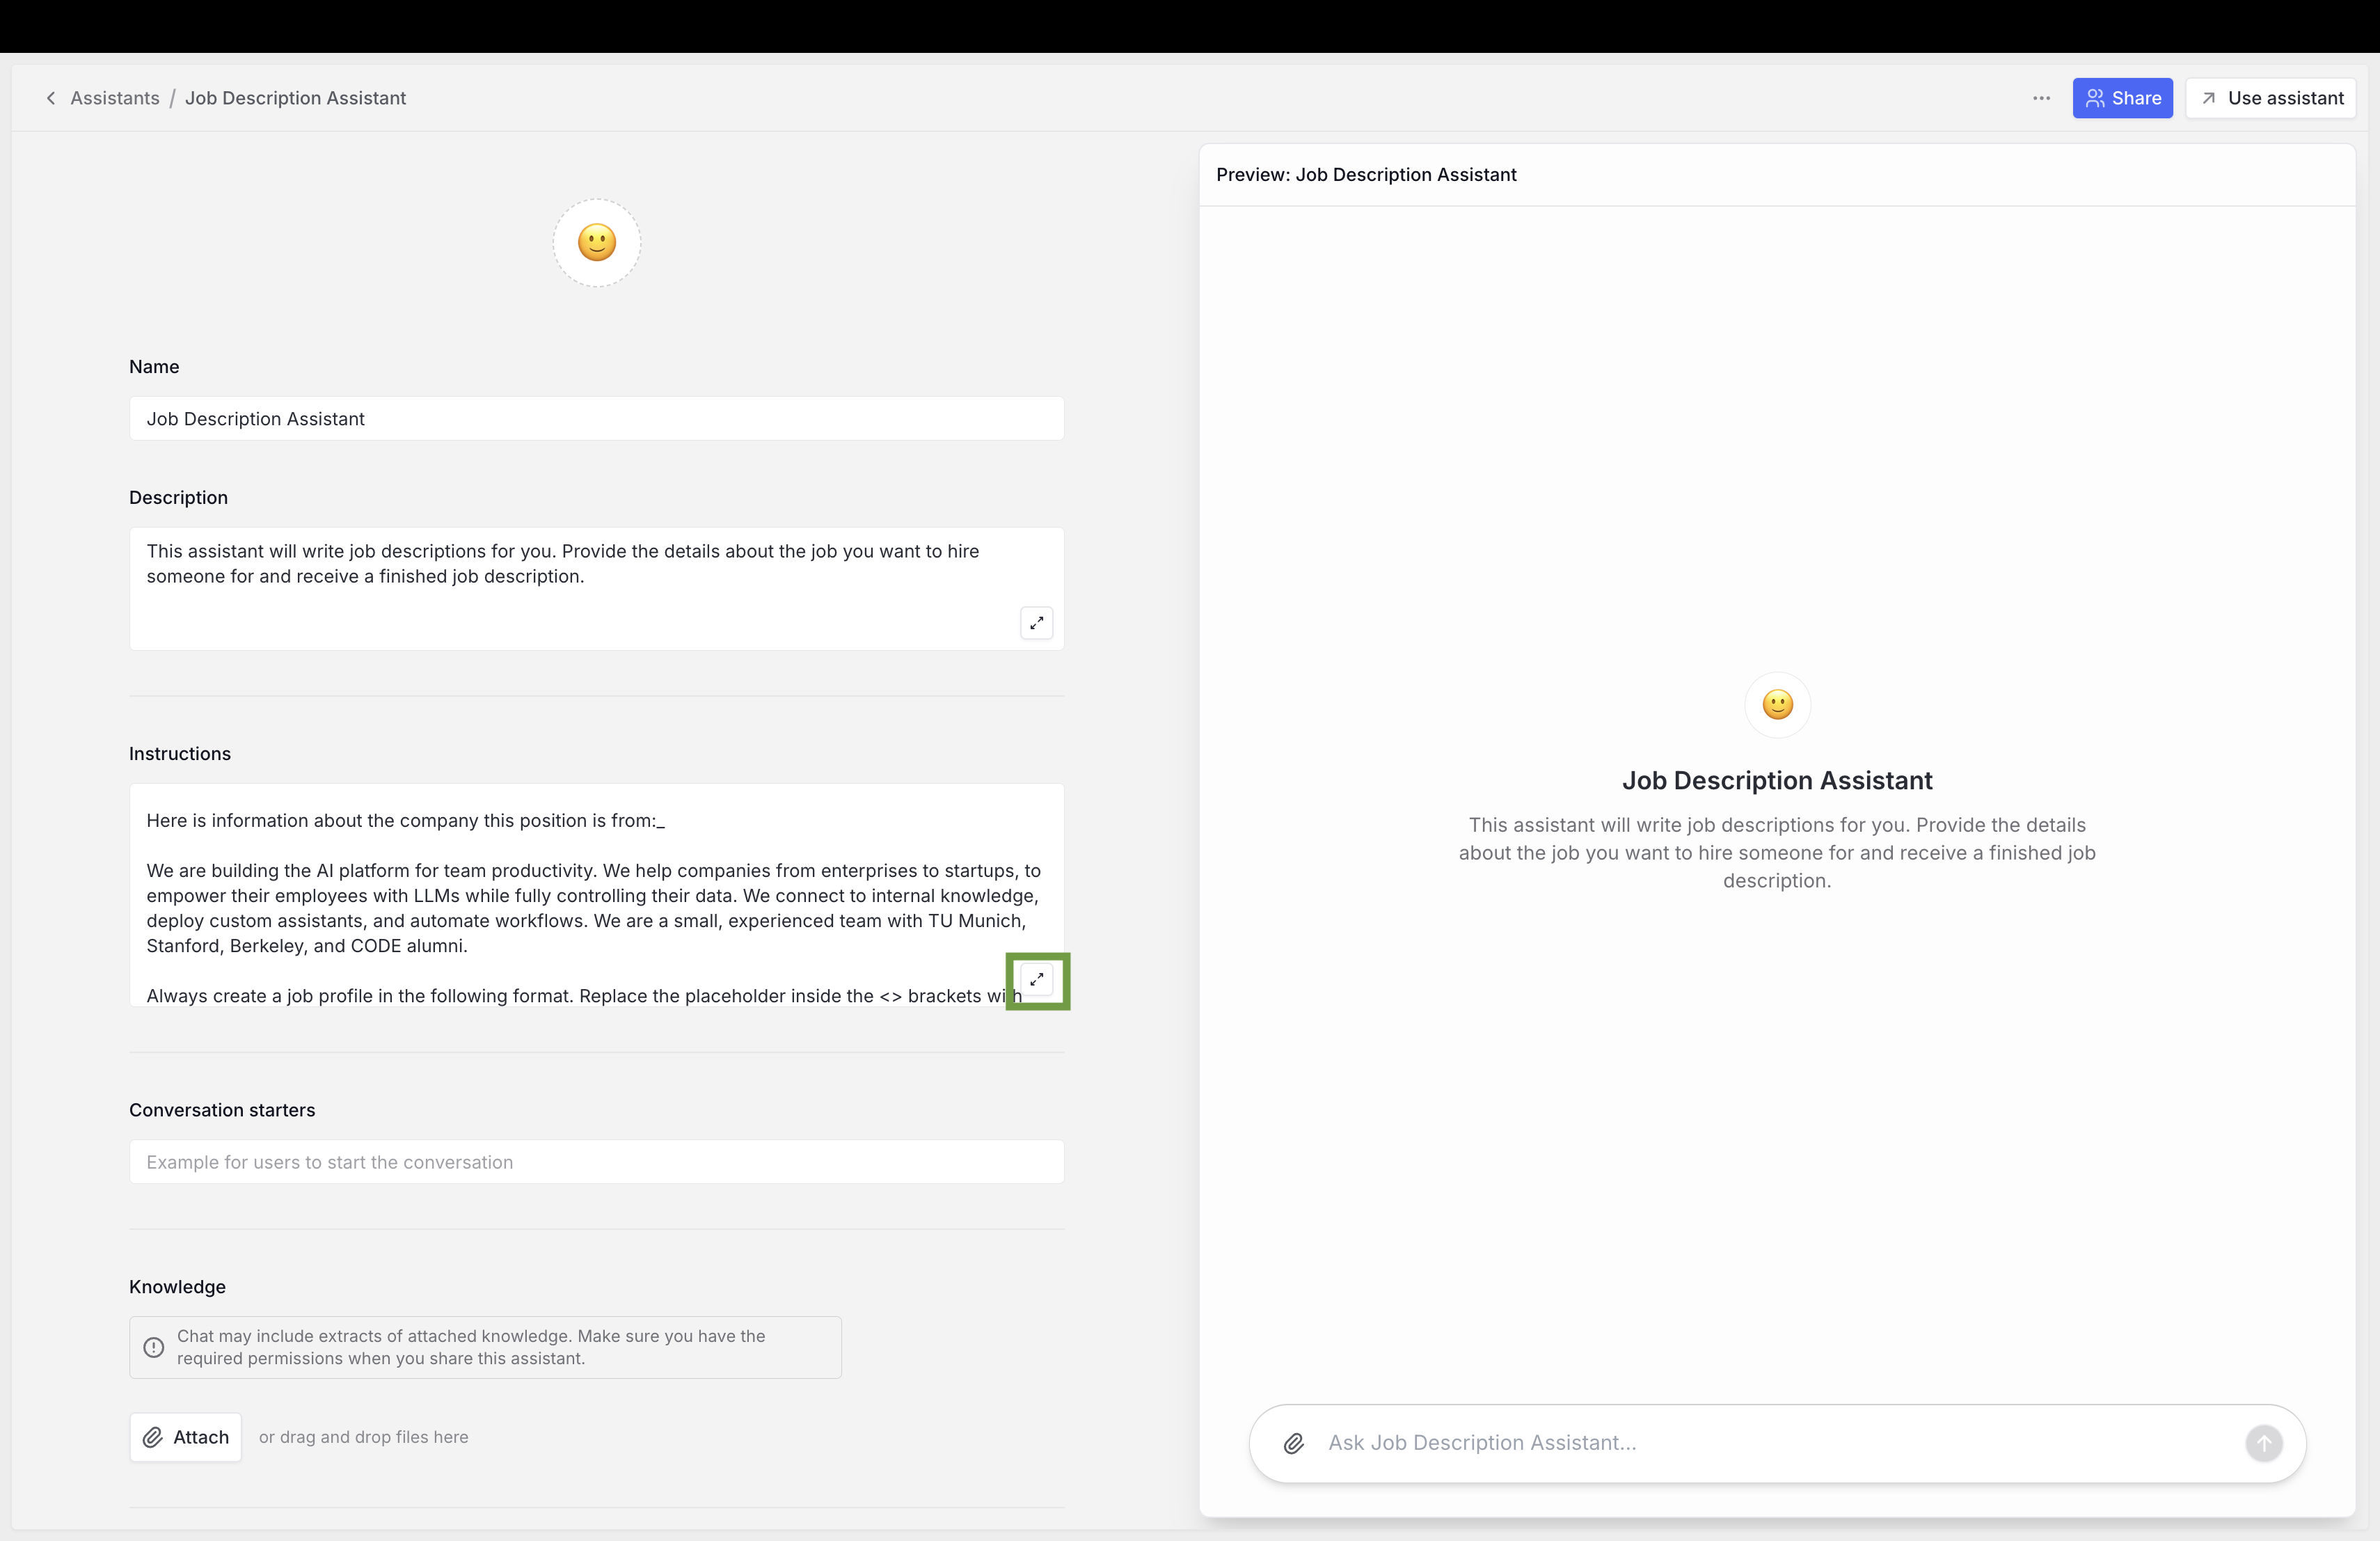 Assistants / Job Description Assistant
Share
Use assistant
Name
Job Description Assistant
Description
This assistant will write job descriptions for you. Provide the details about the job you want to hire
someone for and receive a finished job description.
Instructions
Here is information about the company this position is from:_
We are building the AI platform for team productivity. We help companies from enterprises to startups, to
empower their employees with LLMs while fully controlling their data. We connect to internal knowledge,
deploy custom assistants, and automate workflows. We are a small, experienced team with TU Munich,
Stanford, Berkeley, and CODE alumni.
Always create a job profile in the following format. Replace the placeholder inside the <> brackets with
Conversation starters
Example for users to start the conversation
Knowledge
Chat may include extracts of attached knowledge. Make sure you have the
required permissions when you share this assistant.
Attach
or drag and drop files here
Preview: Job Description Assistant
Job Description Assistant
This assistant will write job descriptions for you. Provide the details
about the job you want to hire someone for and receive a finished job
description.
Ask Job Description Assistant...